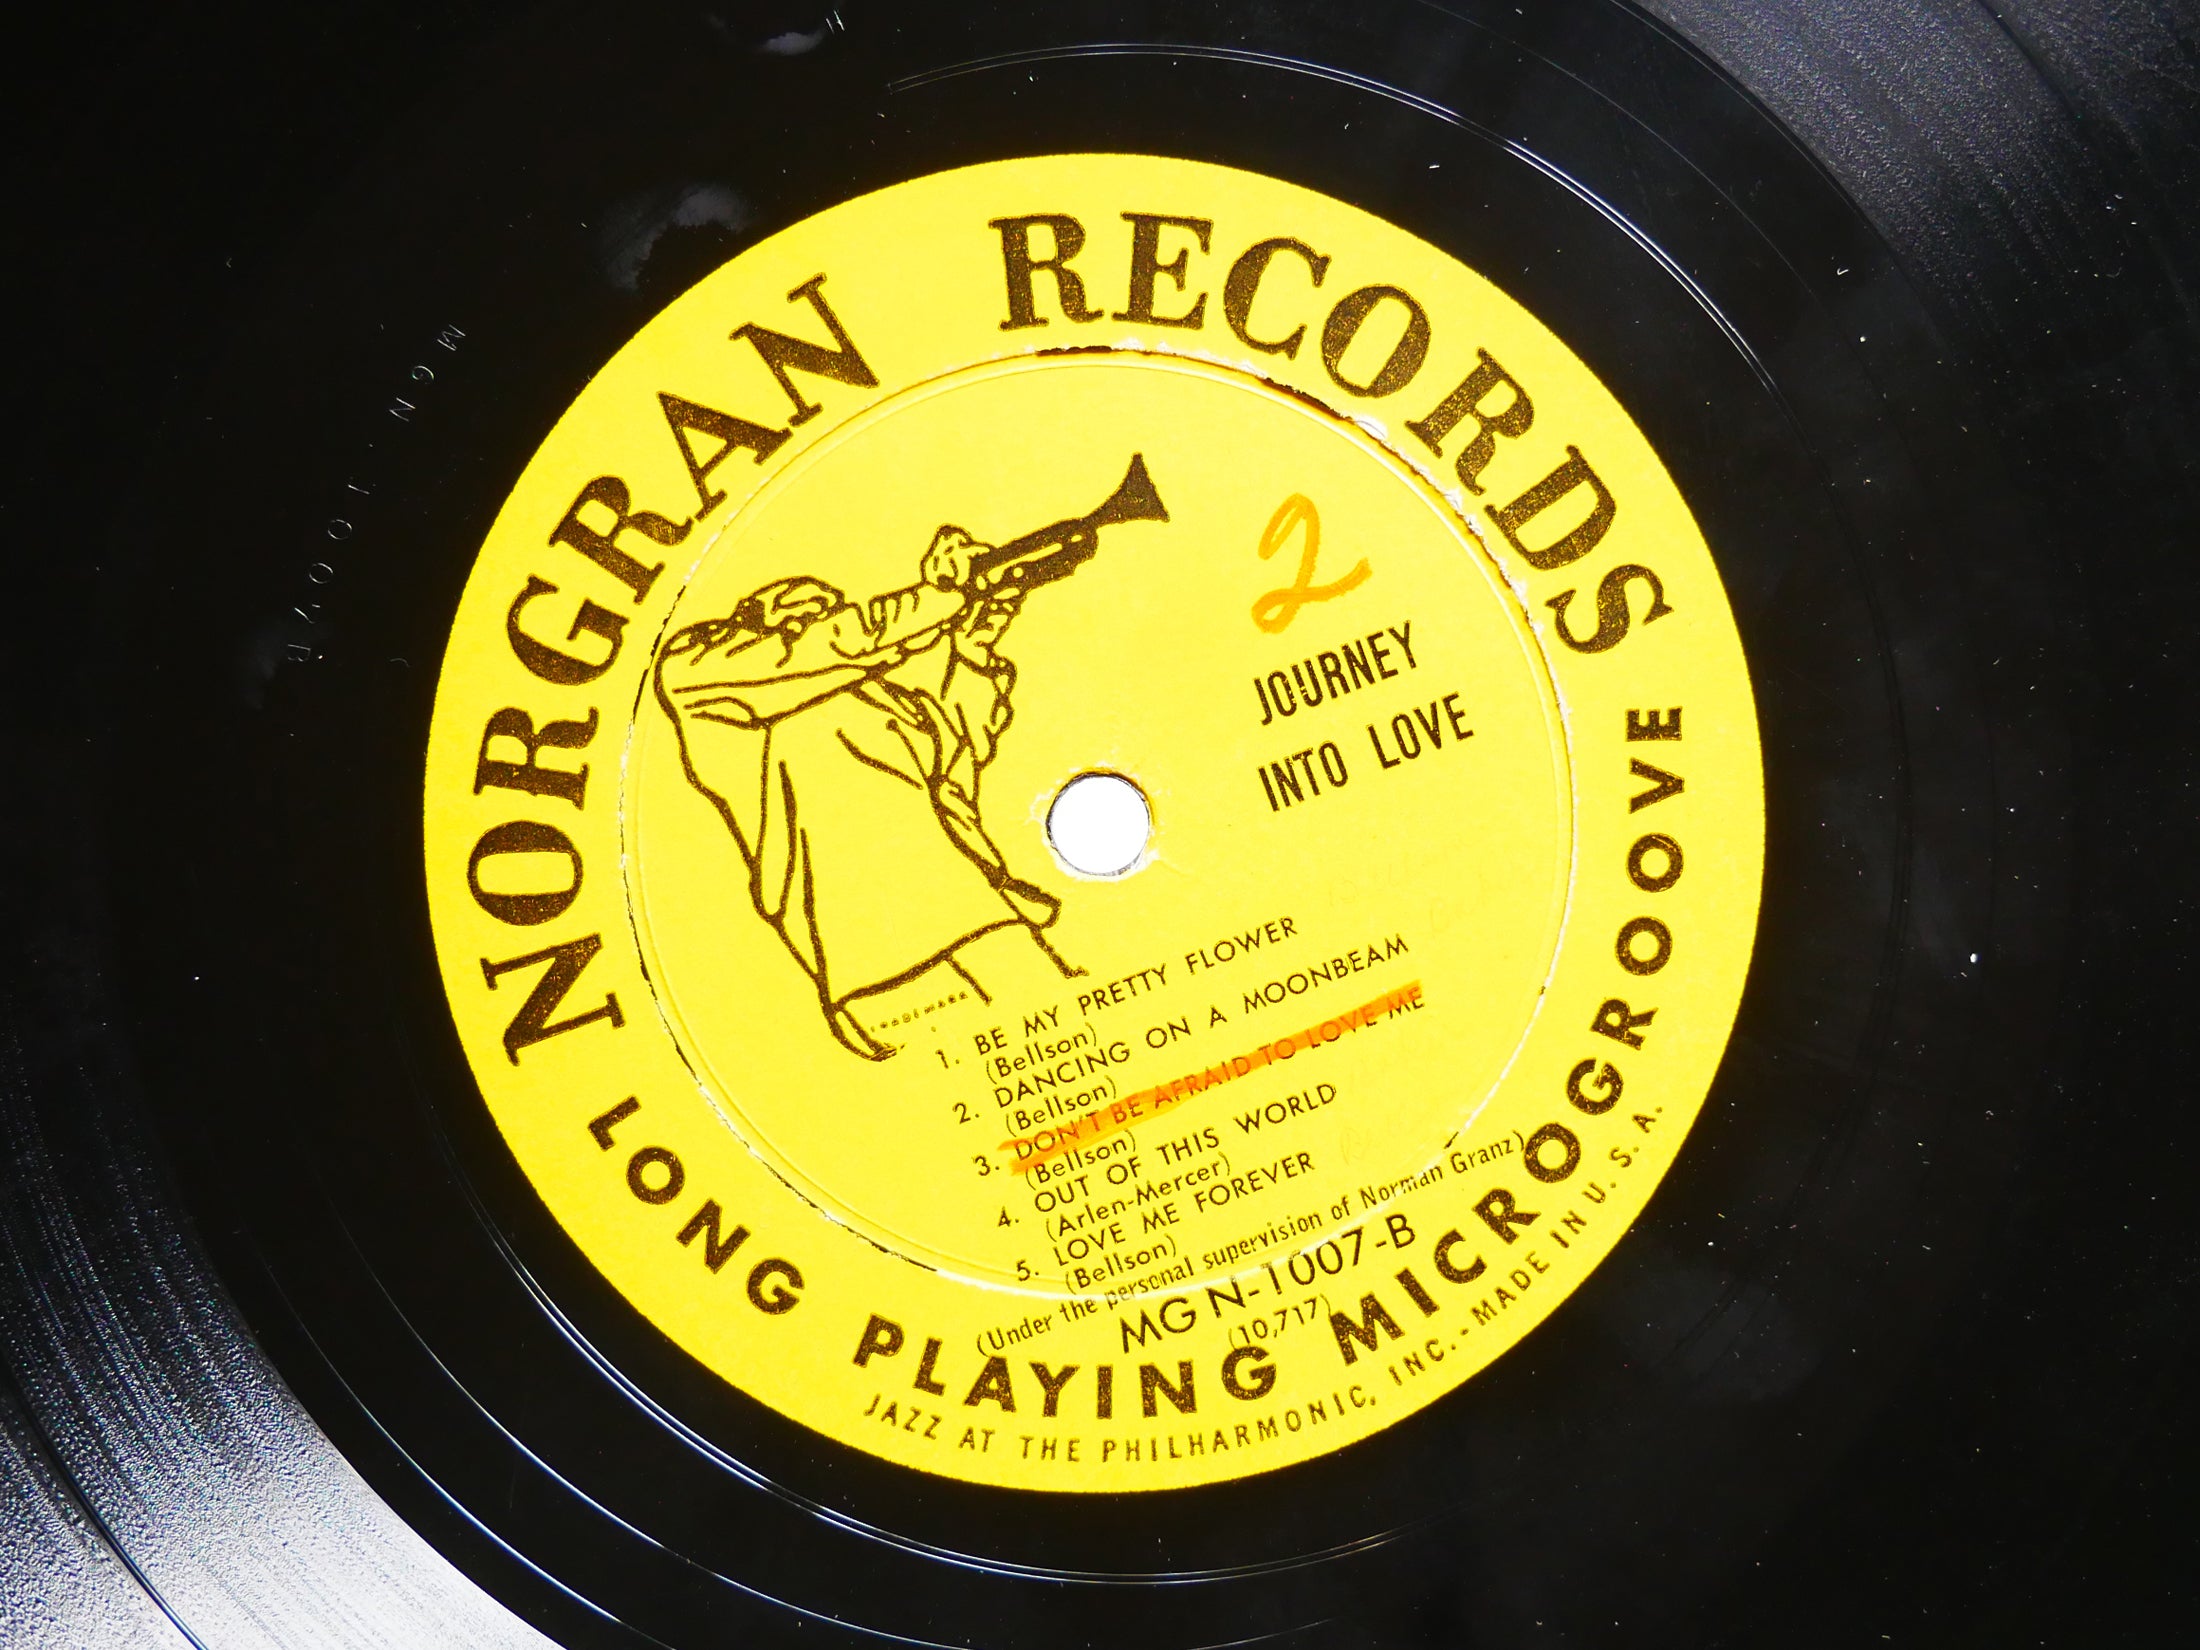 NORGRAN RECORDS
2
JOURNEY
INTO LOVE
TRADEMARK
1. BE MY PRETTY FLOWER
(Bellson)
2. DANCING ON A MOONBEAM
(Bellson)
3. DON'T BE AFRAID TO LOVE ME
(Bellson)
4. OUT OF THIS WORLD
(Arlen-Mercer)
5. LOVE ME FOREVER
(Bellson)
(Under the personal supervision of Norman Granz)
MG N-1007-B
(10,717)
LONG PLAYING MICROGROOVE
JAZZ AT THE PHILHARMONIC, INC. - MADE IN U.S.A.
MGN 1007B